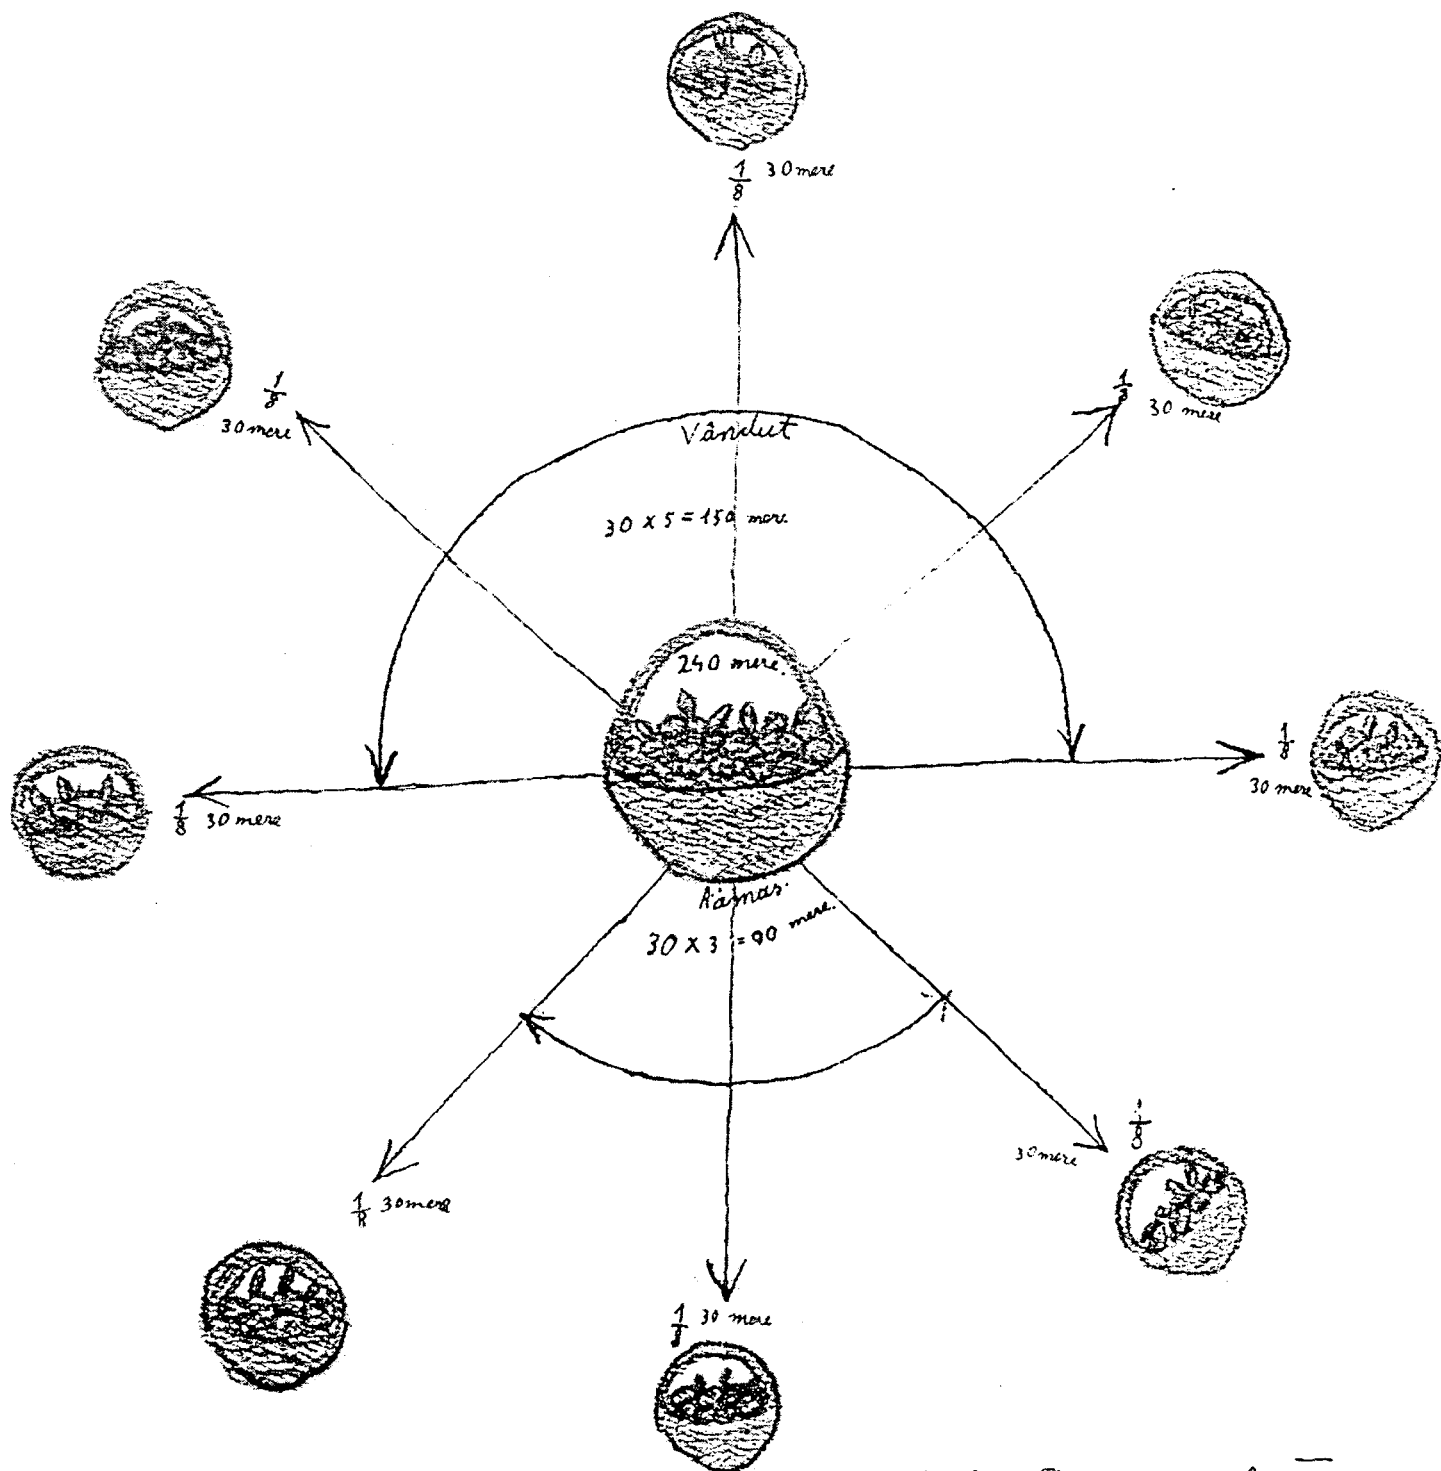 1/8 30 mere
1/8
30 mere
1/8
30 mere
Vândut
30 x 5 = 150 mere
240 mere.
1/8 30 mere
1/8
30 mere
Rămas.
30 x 3 = 90 mere.
1/8 30 mere
1/8
30 mere
1/8 30 mere